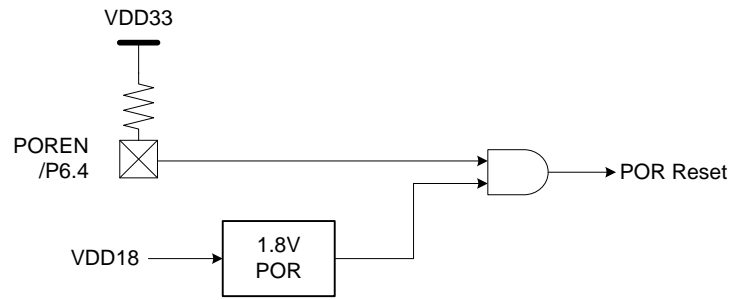 VDD33
POREN
/P6.4
POR Reset
1.8V
POR
VDD18